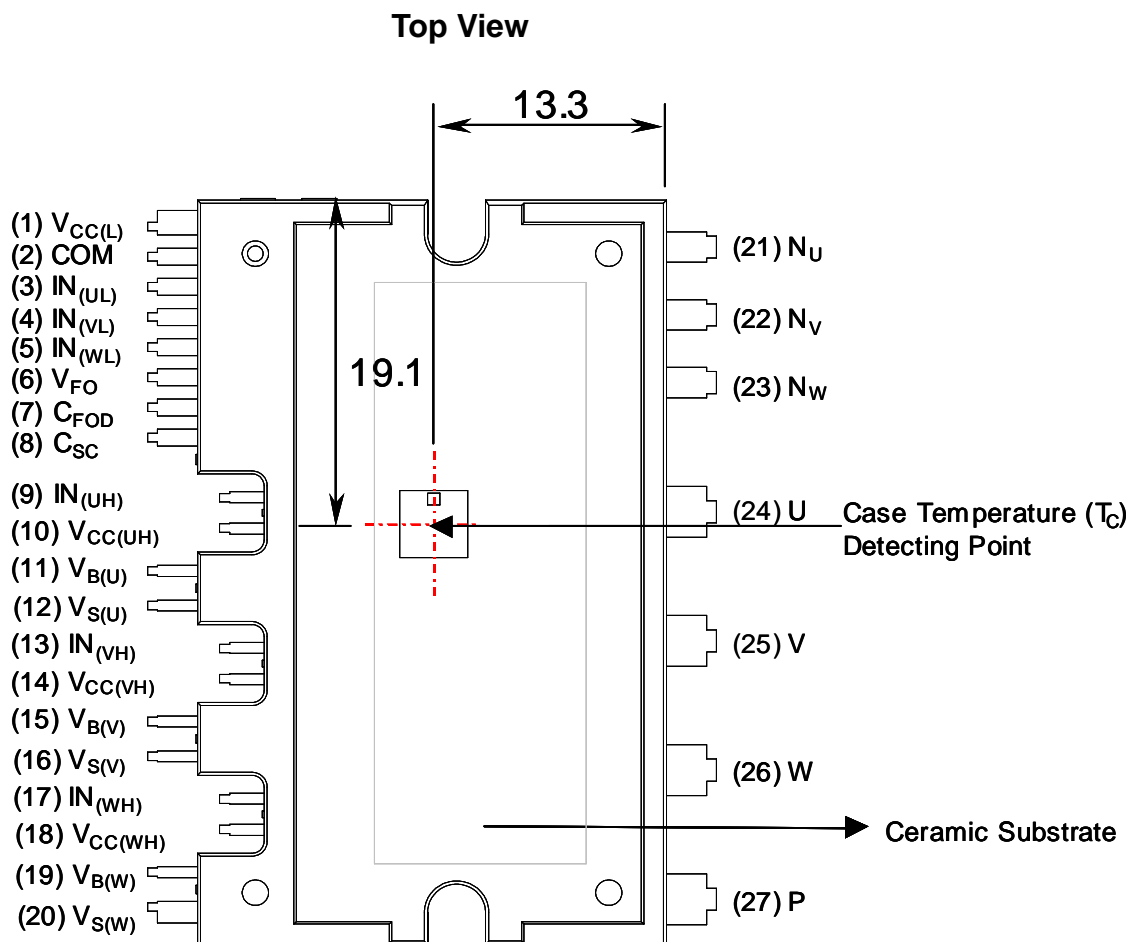 Top View
13.3
19.1
(1) VCC(L)
(2) COM
(3) IN(UL)
(4) IN(VL)
(5) IN(WL)
(6) VFO
(7) CFOD
(8) CSC
(9) IN(UH)
(10) VCC(UH)
(11) VB(U)
(12) VS(U)
(13) IN(VH)
(14) VCC(VH)
(15) VB(V)
(16) VS(V)
(17) IN(WH)
(18) VCC(WH)
(19) VB(W)
(20) VS(W)
(21) NU
(22) NV
(23) NW
(24) U
(25) V
(26) W
(27) P
Case Temperature (TC)
Detecting Point
Ceramic Substrate